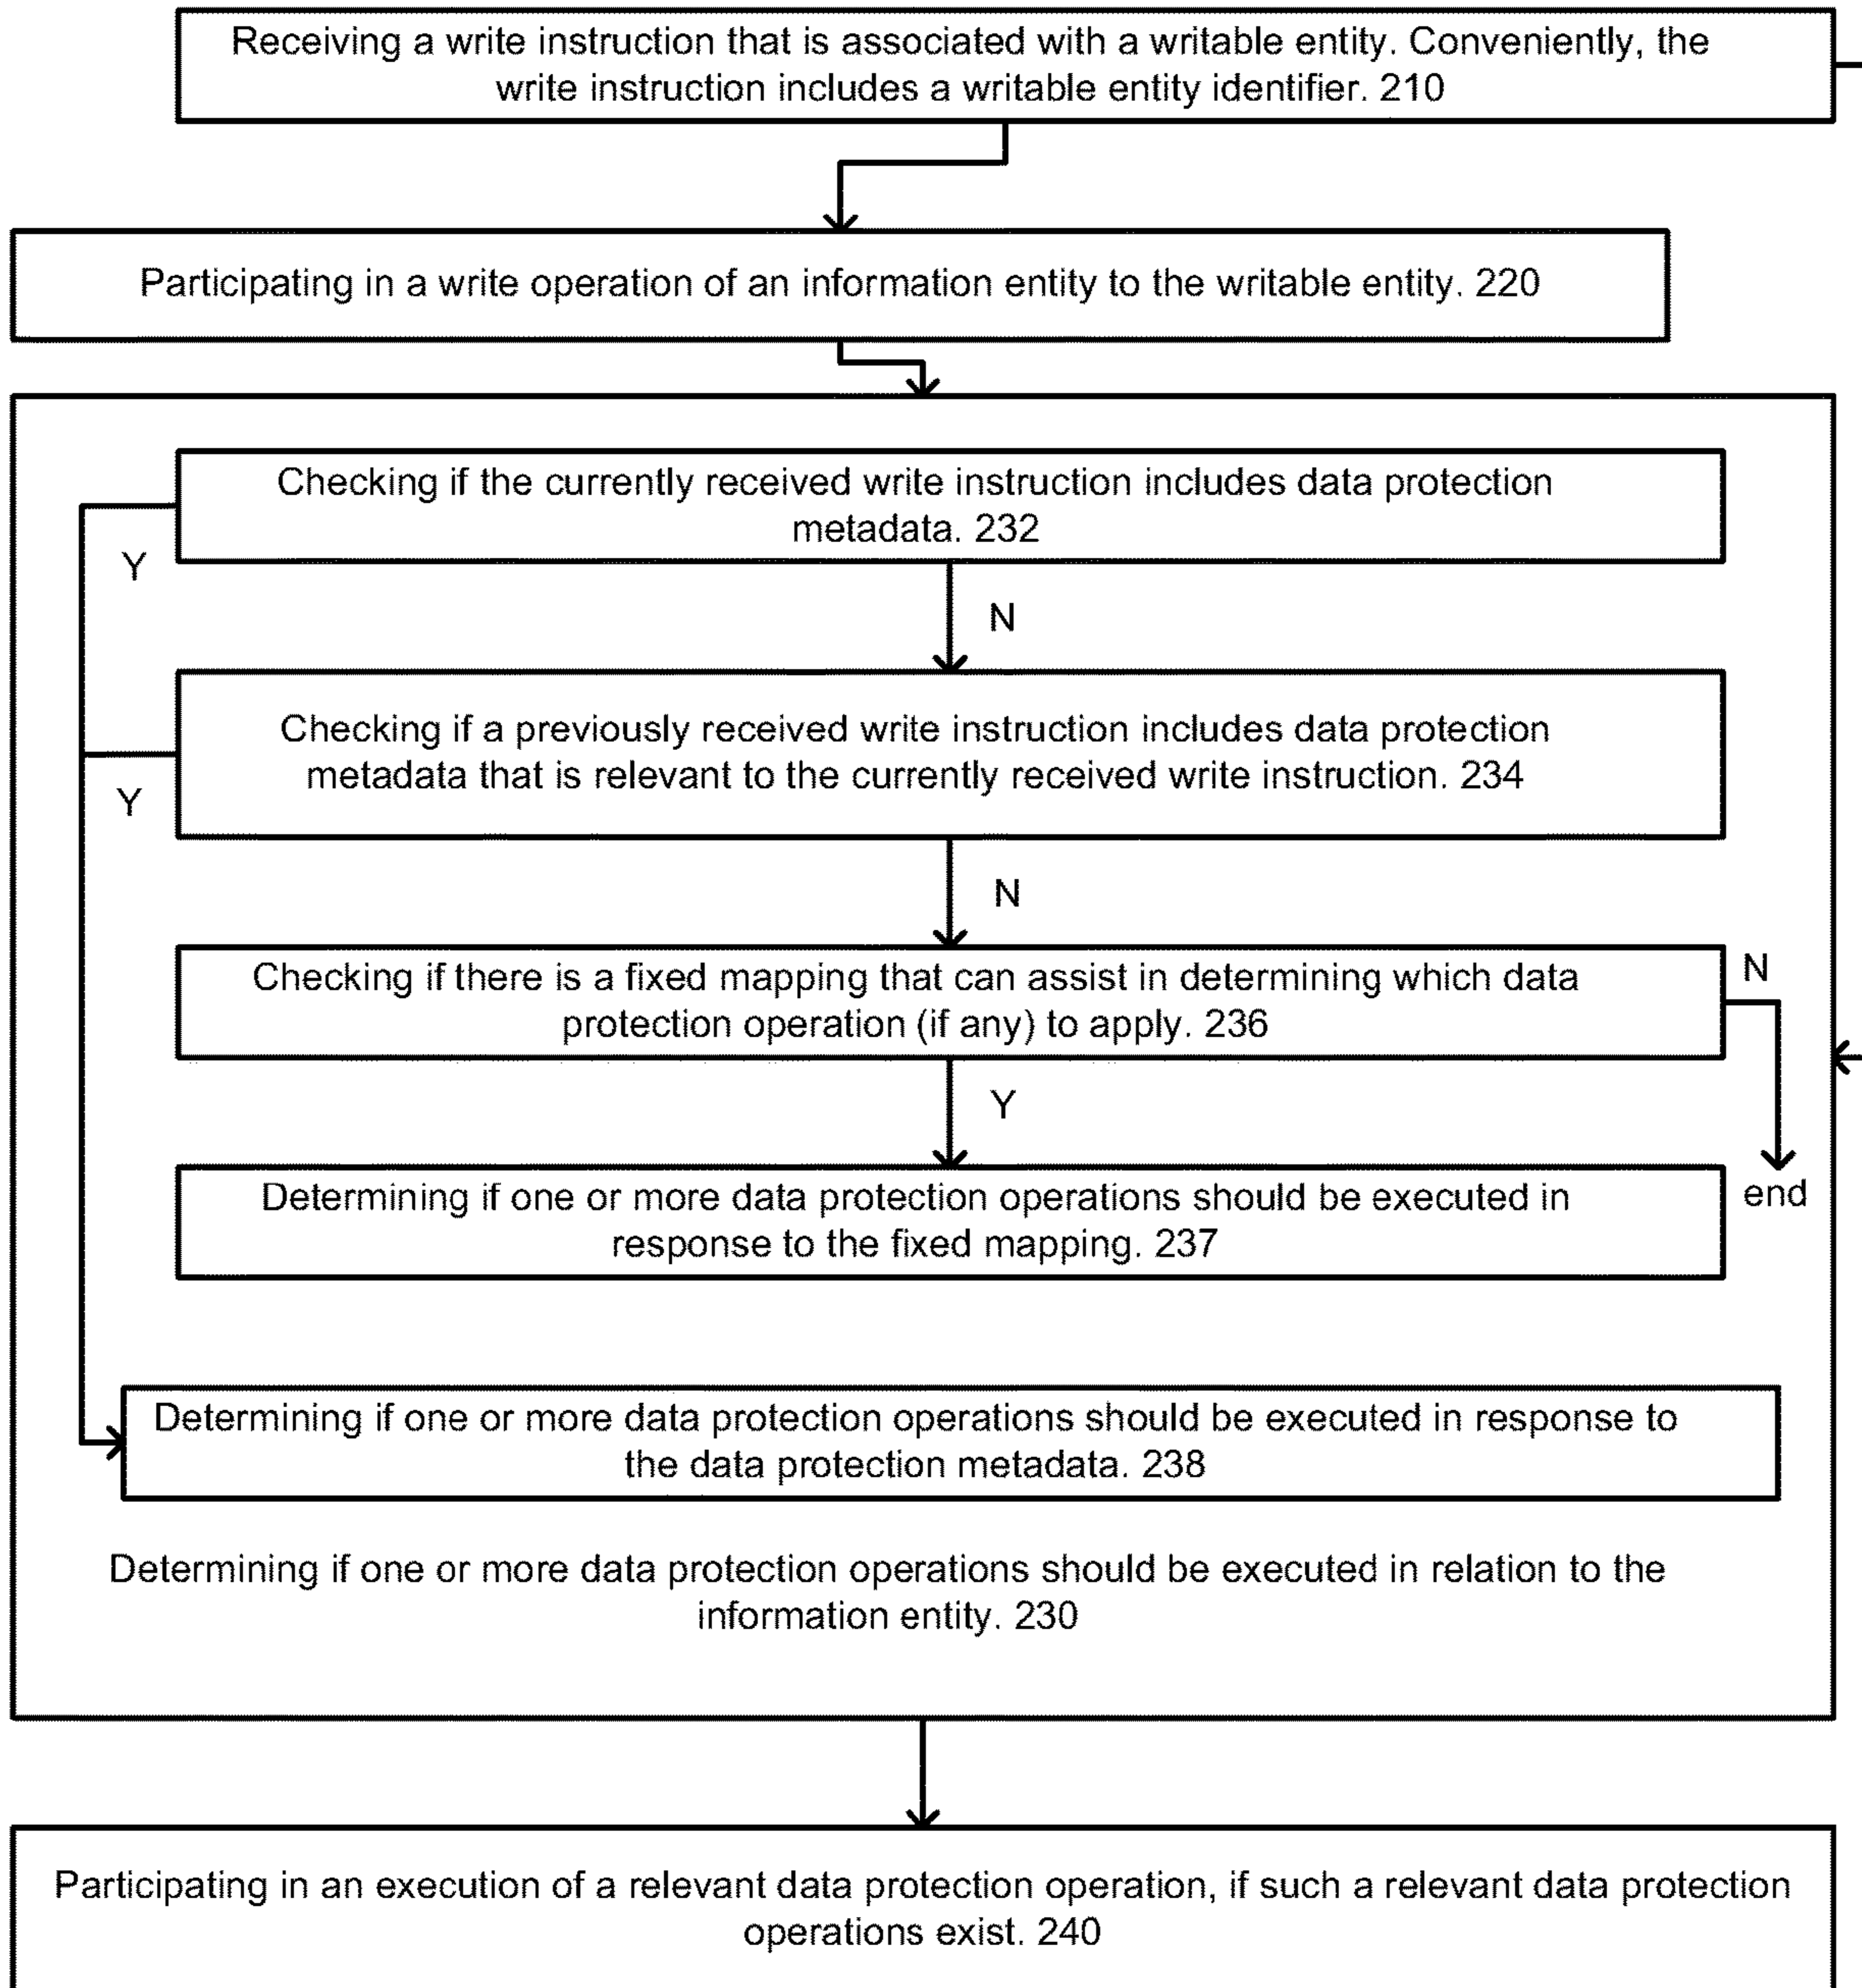 Receiving a write instruction that is associated with a writable entity. Conveniently, the
write instruction includes a writable entity identifier. 210
Participating in a write operation of an information entity to the writable entity. 220
Checking if the currently received write instruction includes data protection
metadata. 232
Y
N
Checking if a previously received write instruction includes data protection
metadata that is relevant to the currently received write instruction. 234
Y
N
Checking if there is a fixed mapping that can assist in determining which data
protection operation (if any) to apply. 236
N
Y
end
Determining if one or more data protection operations should be executed in
response to the fixed mapping. 237
Determining if one or more data protection operations should be executed in response to
the data protection metadata. 238
Determining if one or more data protection operations should be executed in relation to the
information entity. 230
Participating in an execution of a relevant data protection operation, if such a relevant data protection
operations exist. 240